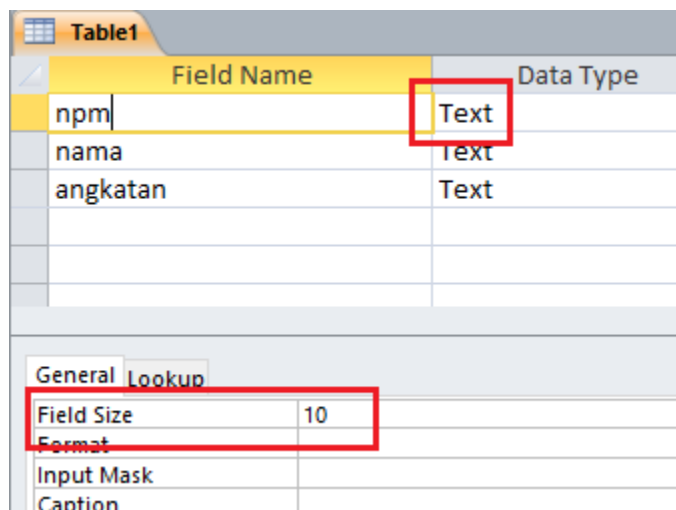 Table1
Field Name Data Type
npm Text
nama Text
angkatan Text
General Lookup
Field Size 10
Format
Input Mask
Caption